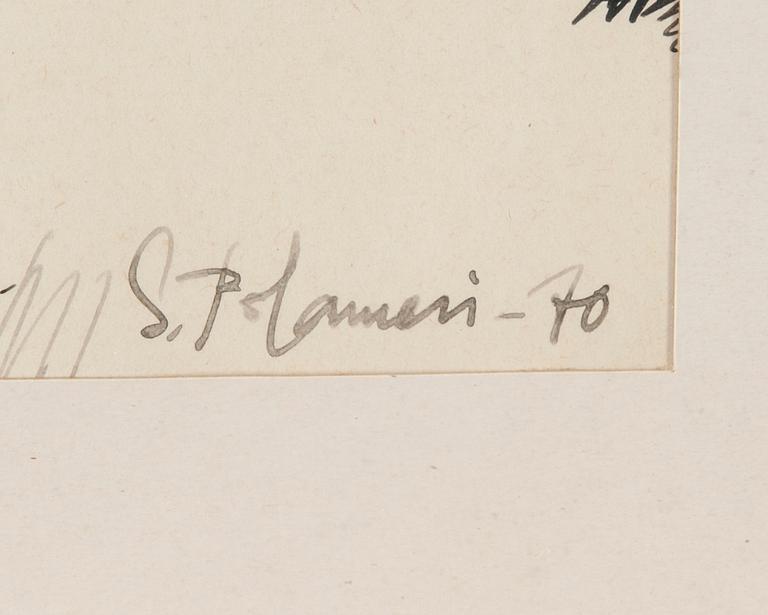 S. P. Lameri - 70